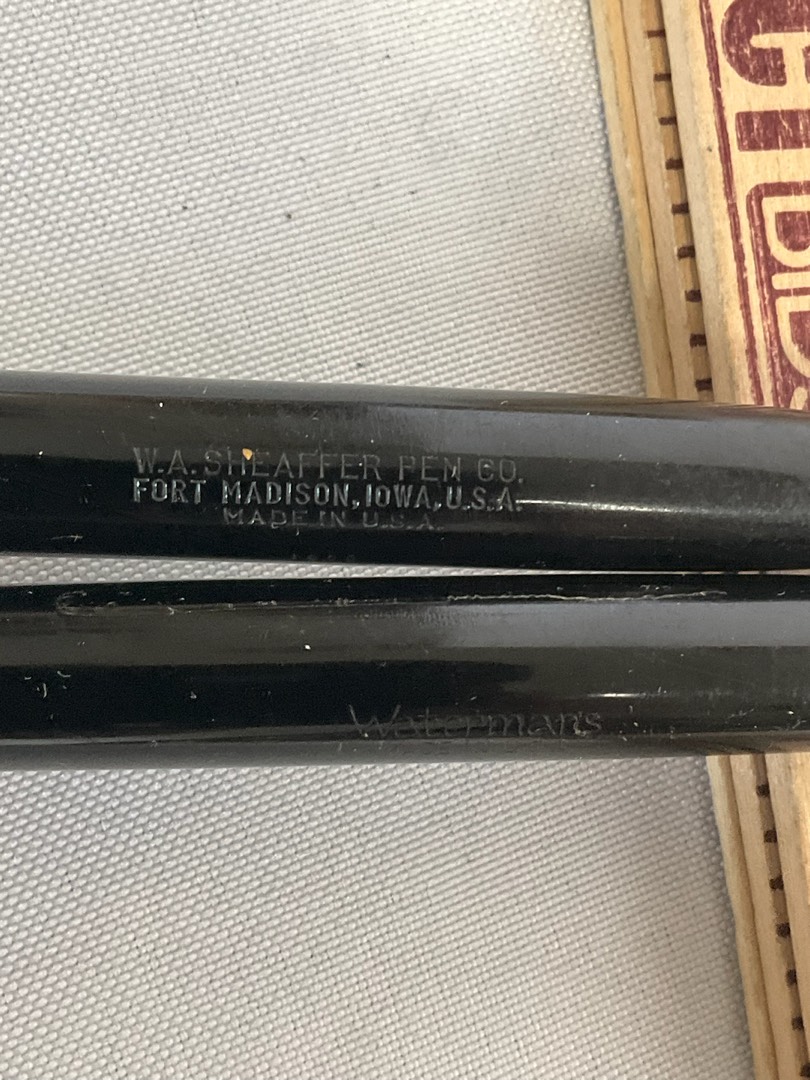 W.A.SHEAFFER PEN CO.
FORT MADISON, IOWA, U.S.A.
MADE IN U.S.A.
Waterman's